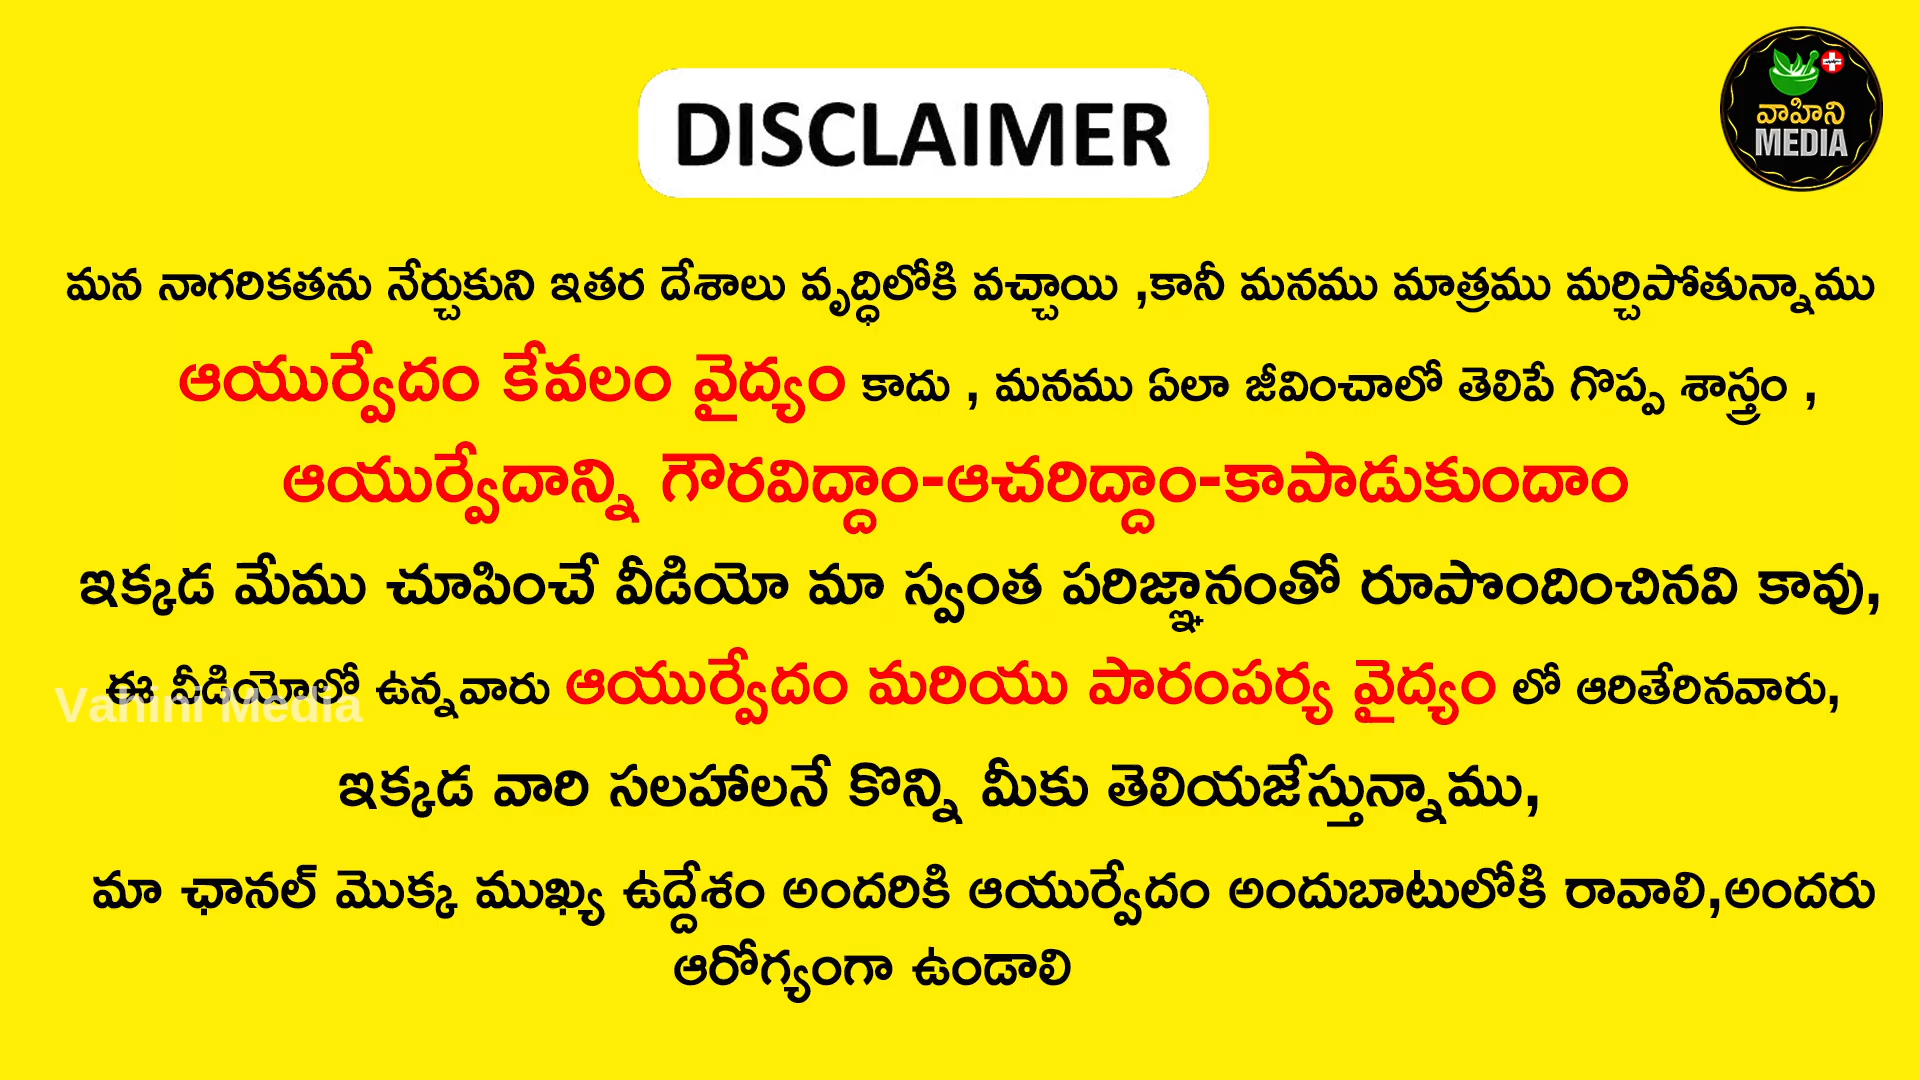 DISCLAIMER
వాహిని
MEDIA
మన నాగరికతను నేర్చుకుని ఇతర దేశాలు వృద్ధిలోకి వచ్చాయి ,కానీ మనము మాత్రము మర్చిపోతున్నాము
ఆయుర్వేదం కేవలం వైద్యం కాదు , మనము ఏలా జీవించాలో తెలిపే గొప్ప శాస్త్రం ,
ఆయుర్వేదాన్ని గౌరవిద్దాం-ఆచరిద్దాం-కాపాడుకుందాం
ఇక్కడ మేము చూపించే వీడియో మా స్వంత పరిజ్ఞానంతో రూపొందించినవి కావు,
ఈ వీడియోలో ఉన్నవారు ఆయుర్వేదం మరియు పారంపర్య వైద్యం లో ఆరితేరినవారు,
Vahini Media
ఇక్కడ వారి సలహాలనే కొన్ని మీకు తెలియజేస్తున్నాము,
మా ఛానల్ మొక్క ముఖ్య ఉద్దేశం అందరికి ఆయుర్వేదం అందుబాటులోకి రావాలి,అందరు
ఆరోగ్యంగా ఉండాలి